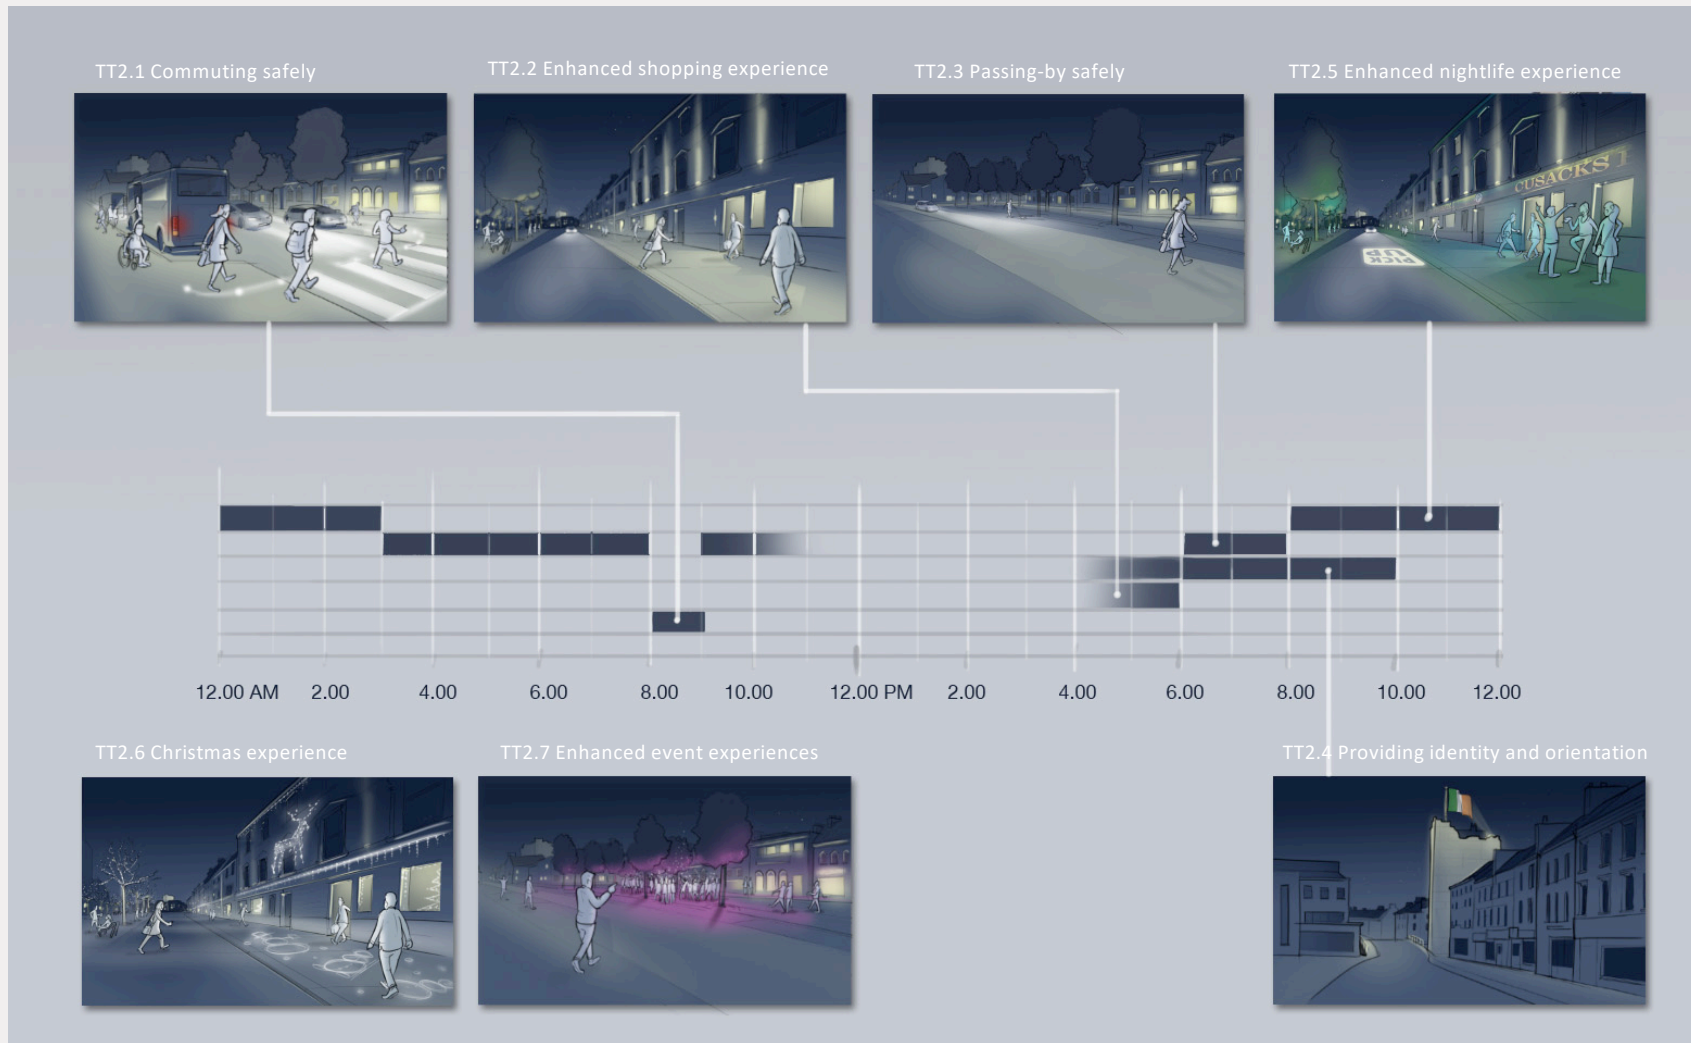 TT2.1 Commuting safely
TT2.2 Enhanced shopping experience
TT2.3 Passing-by safely
TT2.5 Enhanced nightlife experience
CUSACKS
PICK
UP
12.00 AM 2.00 4.00 6.00 8.00 10.00 12.00 PM 2.00 4.00 6.00 8.00 10.00 12.00
TT2.6 Christmas experience
TT2.7 Enhanced event experiences
TT2.4 Providing identity and orientation